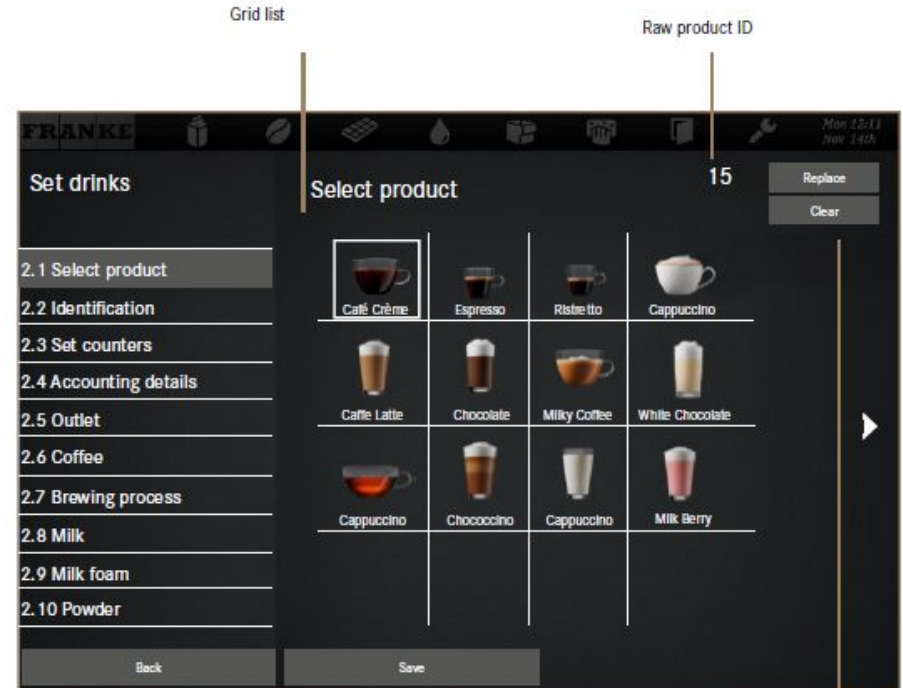 Grid list
Raw product ID
FRANKE
Mon 12:11
Nov 14th
Set drinks
Select product
15
Replace
Clear
2.1 Select product
2.2 Identification
2.3 Set counters
2.4 Accounting details
2.5 Outlet
2.6 Coffee
2.7 Brewing process
2.8 Milk
2.9 Milk foam
2.10 Powder
Café Crème
Espresso
Ristretto
Cappuccino
Caffe Latte
Chocolate
Milky Coffee
White Chocolate
Cappuccino
Chococcino
Cappuccino
Milk Berry
Back
Save